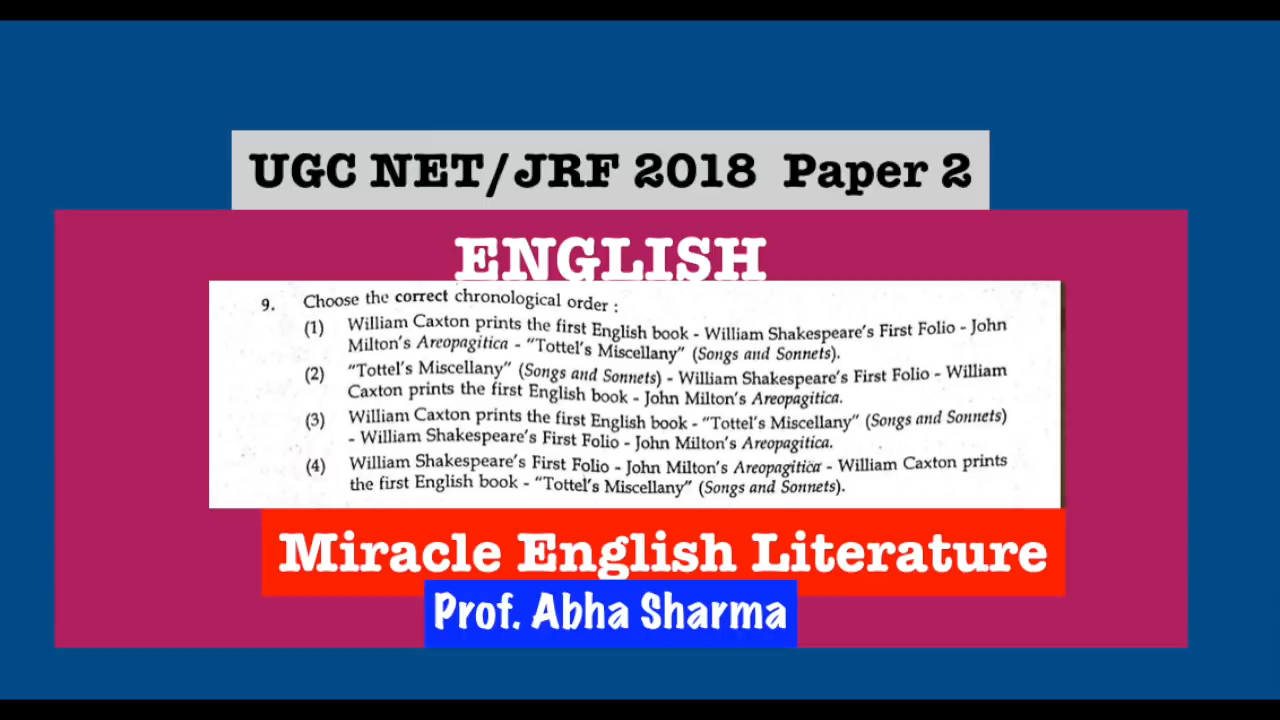 UGC NET/JRF 2018 Paper 2
ENGLISH
9. Choose the correct chronological order :
(1) William Caxton prints the first English book - William Shakespeare's First Folio - John
Milton's Areopagitica - "Tottel's Miscellany" (Songs and Sonnets).
(2) "Tottel's Miscellany" (Songs and Sonnets) - William Shakespeare's First Folio - William
Caxton prints the first English book - John Milton's Areopagitica.
(3) William Caxton prints the first English book - "Tottel's Miscellany" (Songs and Sonnets)
- William Shakespeare's First Folio - John Milton's Areopagitica.
(4) William Shakespeare's First Folio - John Milton's Areopagitica - William Caxton prints
the first English book - "Tottel's Miscellany" (Songs and Sonnets).
Miracle English Literature
Prof. Abha Sharma